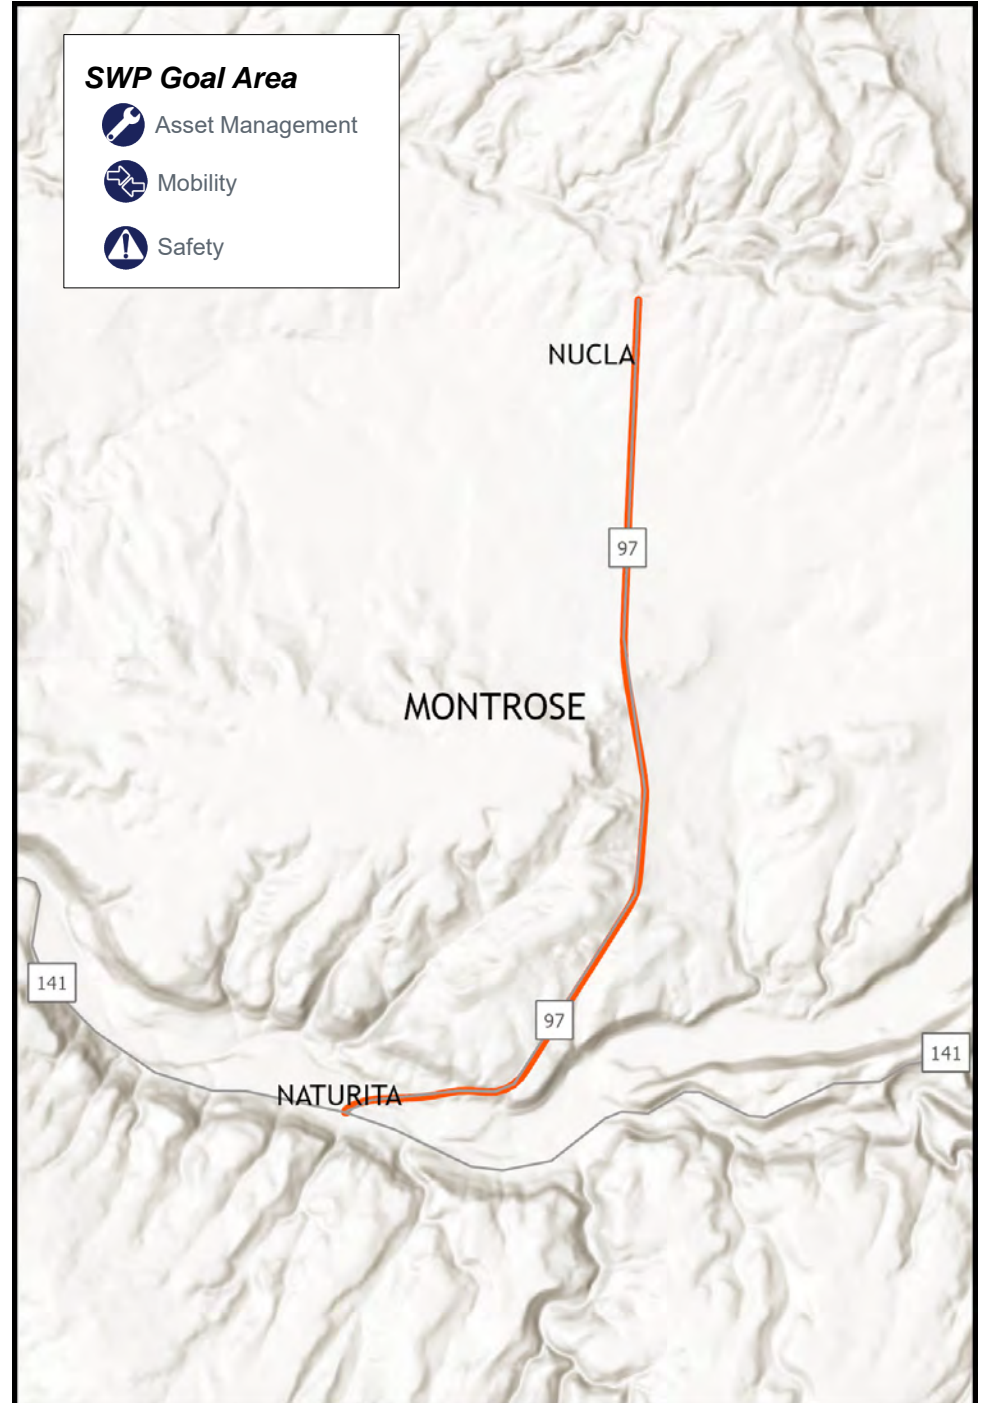 SWP Goal Area
Asset Management
Mobility
Safety
NUCLA
97
MONTROSE
141
97
141
NATURITA